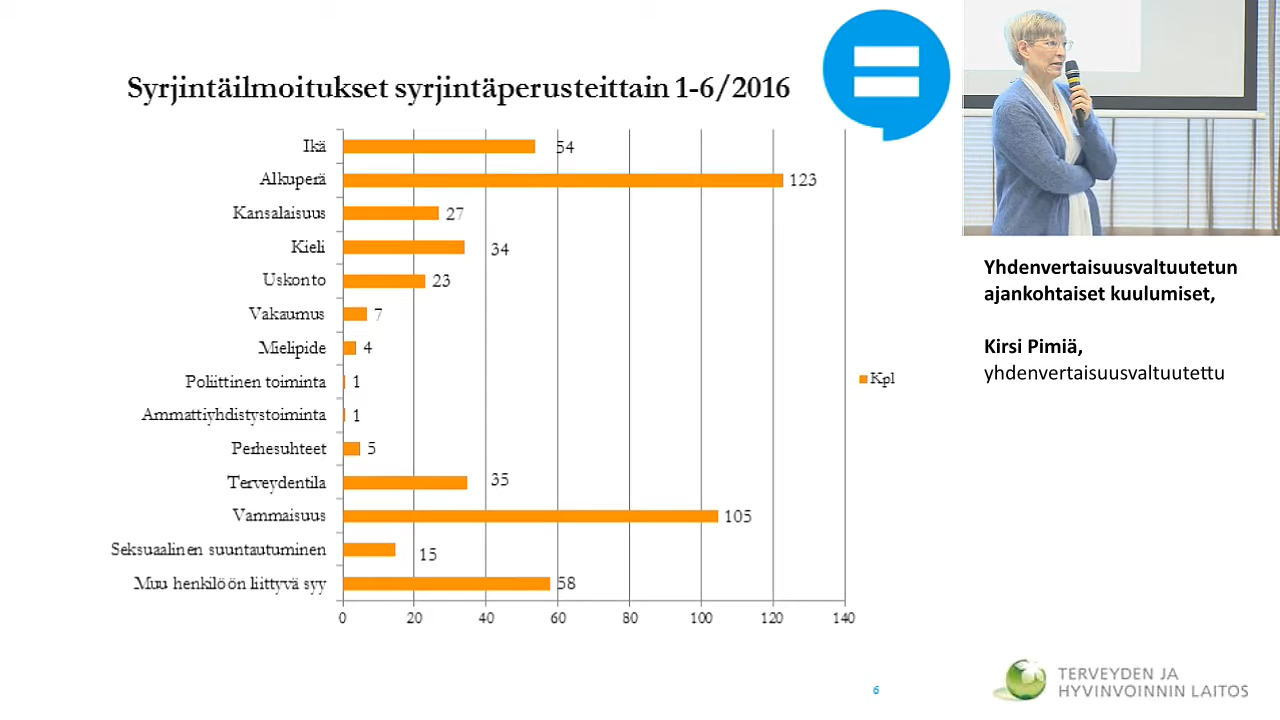 Syrjintäilmoitukset syrjintäperusteittain 1-6/2016
Ikä 54
Alkuperä 123
Kansalaisuus 27
Kieli 34
Uskonto 23
Vakaumus 7
Mielipide 4
Poliittinen toiminta 1
Ammattiyhdistystoiminta 1
Perhesuhteet 5
Terveydentila 35
Vammaisuus 105
Seksuaalinen suuntautuminen 15
Muu henkilöön liittyvä syy 58
0 20 40 60 80 100 120 140
Kpl
Yhdenvertaisuusvaltuutetun
ajankohtaiset kuulumiset,
Kirsi Pimiä,
yhdenvertaisuusvaltuutettu
6
TERVEYDEN JA
HYVINVOINNIN LAITOS